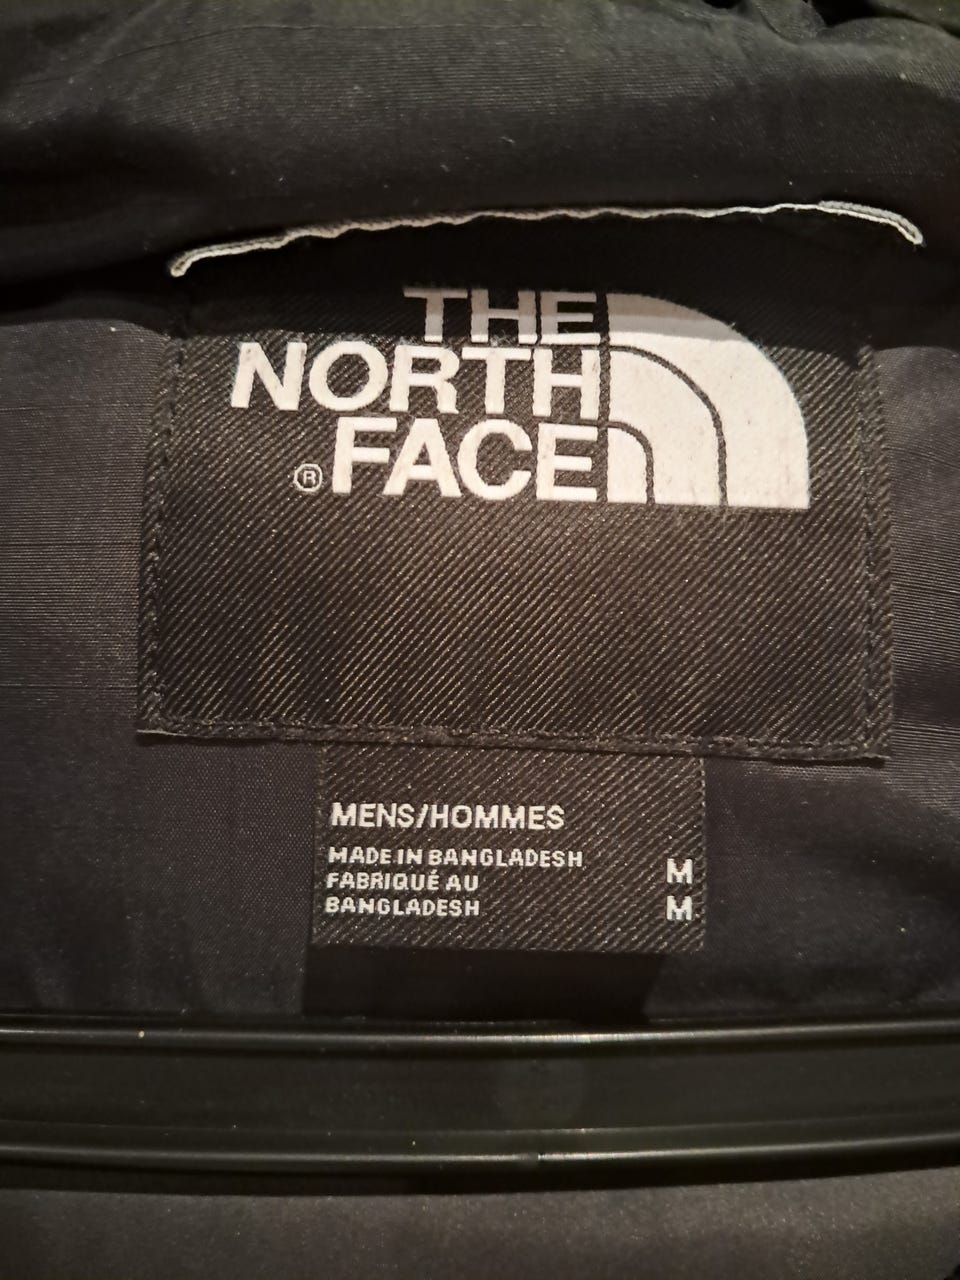 THE
NORTH
® FACE
MENS/HOMMES
MADE IN BANGLADESH M
FABRIQUÉ AU
BANGLADESH M